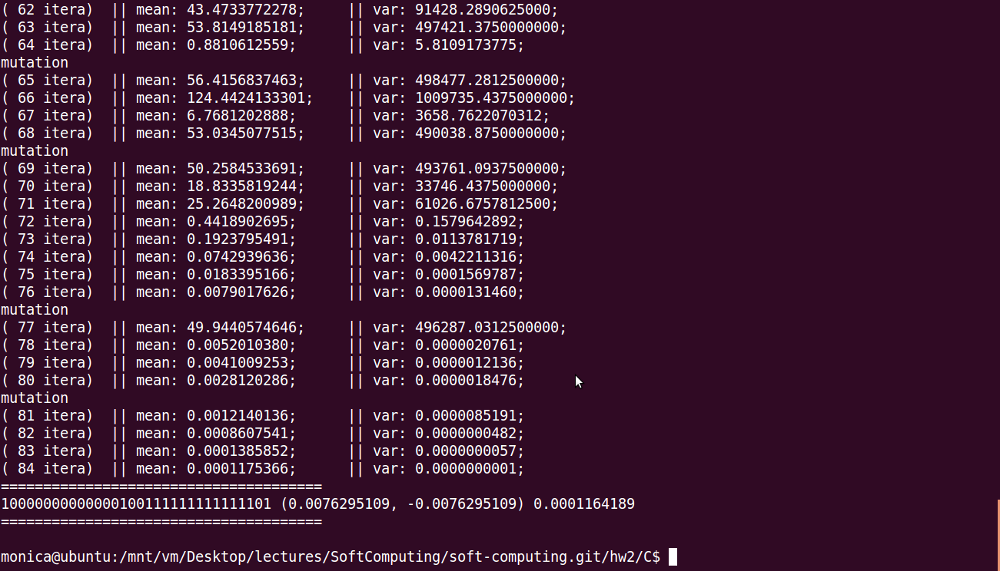 ( 62 itera)  || mean: 43.4733772278;     || var: 91428.2890625000;
( 63 itera)  || mean: 53.8149185181;     || var: 497421.3750000000;
( 64 itera)  || mean: 0.8810612559;      || var: 5.8109173775;
mutation
( 65 itera)  || mean: 56.4156837463;     || var: 498477.2812500000;
( 66 itera)  || mean: 124.4424133301;    || var: 1009735.4375000000;
( 67 itera)  || mean: 6.7681202888;      || var: 3658.7622070312;
( 68 itera)  || mean: 53.0345077515;     || var: 490038.8750000000;
mutation
( 69 itera)  || mean: 50.2584533691;     || var: 493761.0937500000;
( 70 itera)  || mean: 18.8335819244;     || var: 33746.4375000000;
( 71 itera)  || mean: 25.2648200989;     || var: 61026.6757812500;
( 72 itera)  || mean: 0.4418902695;      || var: 0.1579642892;
( 73 itera)  || mean: 0.1923795491;      || var: 0.0113781719;
( 74 itera)  || mean: 0.0742939636;      || var: 0.0042211316;
( 75 itera)  || mean: 0.0183395166;      || var: 0.0001569787;
( 76 itera)  || mean: 0.0079017626;      || var: 0.0000131460;
mutation
( 77 itera)  || mean: 49.9440574646;     || var: 496287.0312500000;
( 78 itera)  || mean: 0.0052010380;      || var: 0.0000020761;
( 79 itera)  || mean: 0.0041009253;      || var: 0.0000012136;
( 80 itera)  || mean: 0.0028120286;      || var: 0.0000018476;
mutation
( 81 itera)  || mean: 0.0012140136;      || var: 0.0000085191;
( 82 itera)  || mean: 0.0008607541;      || var: 0.0000000482;
( 83 itera)  || mean: 0.0001385852;      || var: 0.0000000057;
( 84 itera)  || mean: 0.0001175366;      || var: 0.0000000001;
======================================
10000000000000100111111111111101 (0.0076295109, -0.0076295109) 0.0001164189
======================================
monica@ubuntu:/mnt/vm/Desktop/lectures/SoftComputing/soft-computing.git/hw2/C$